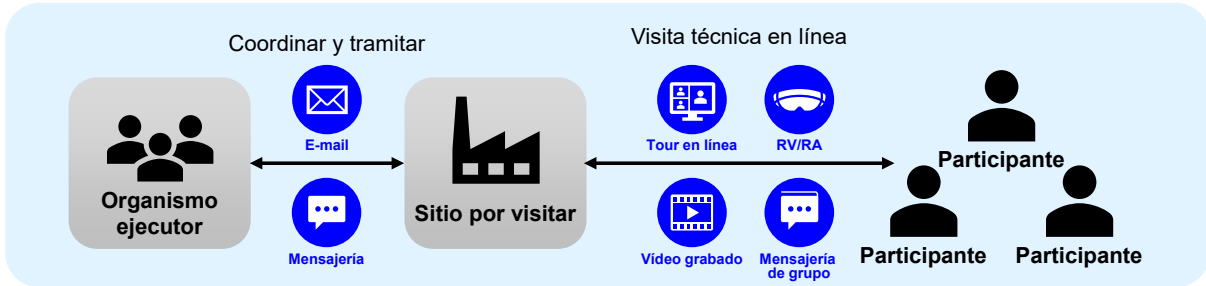 Coordinar y tramitar
Visita técnica en línea
E-mail
Tour en línea
RV/RA
Participante
Organismo
ejecutor
Sitio por visitar
Mensajería
Vídeo grabado
Mensajería
de grupo
Participante
Participante